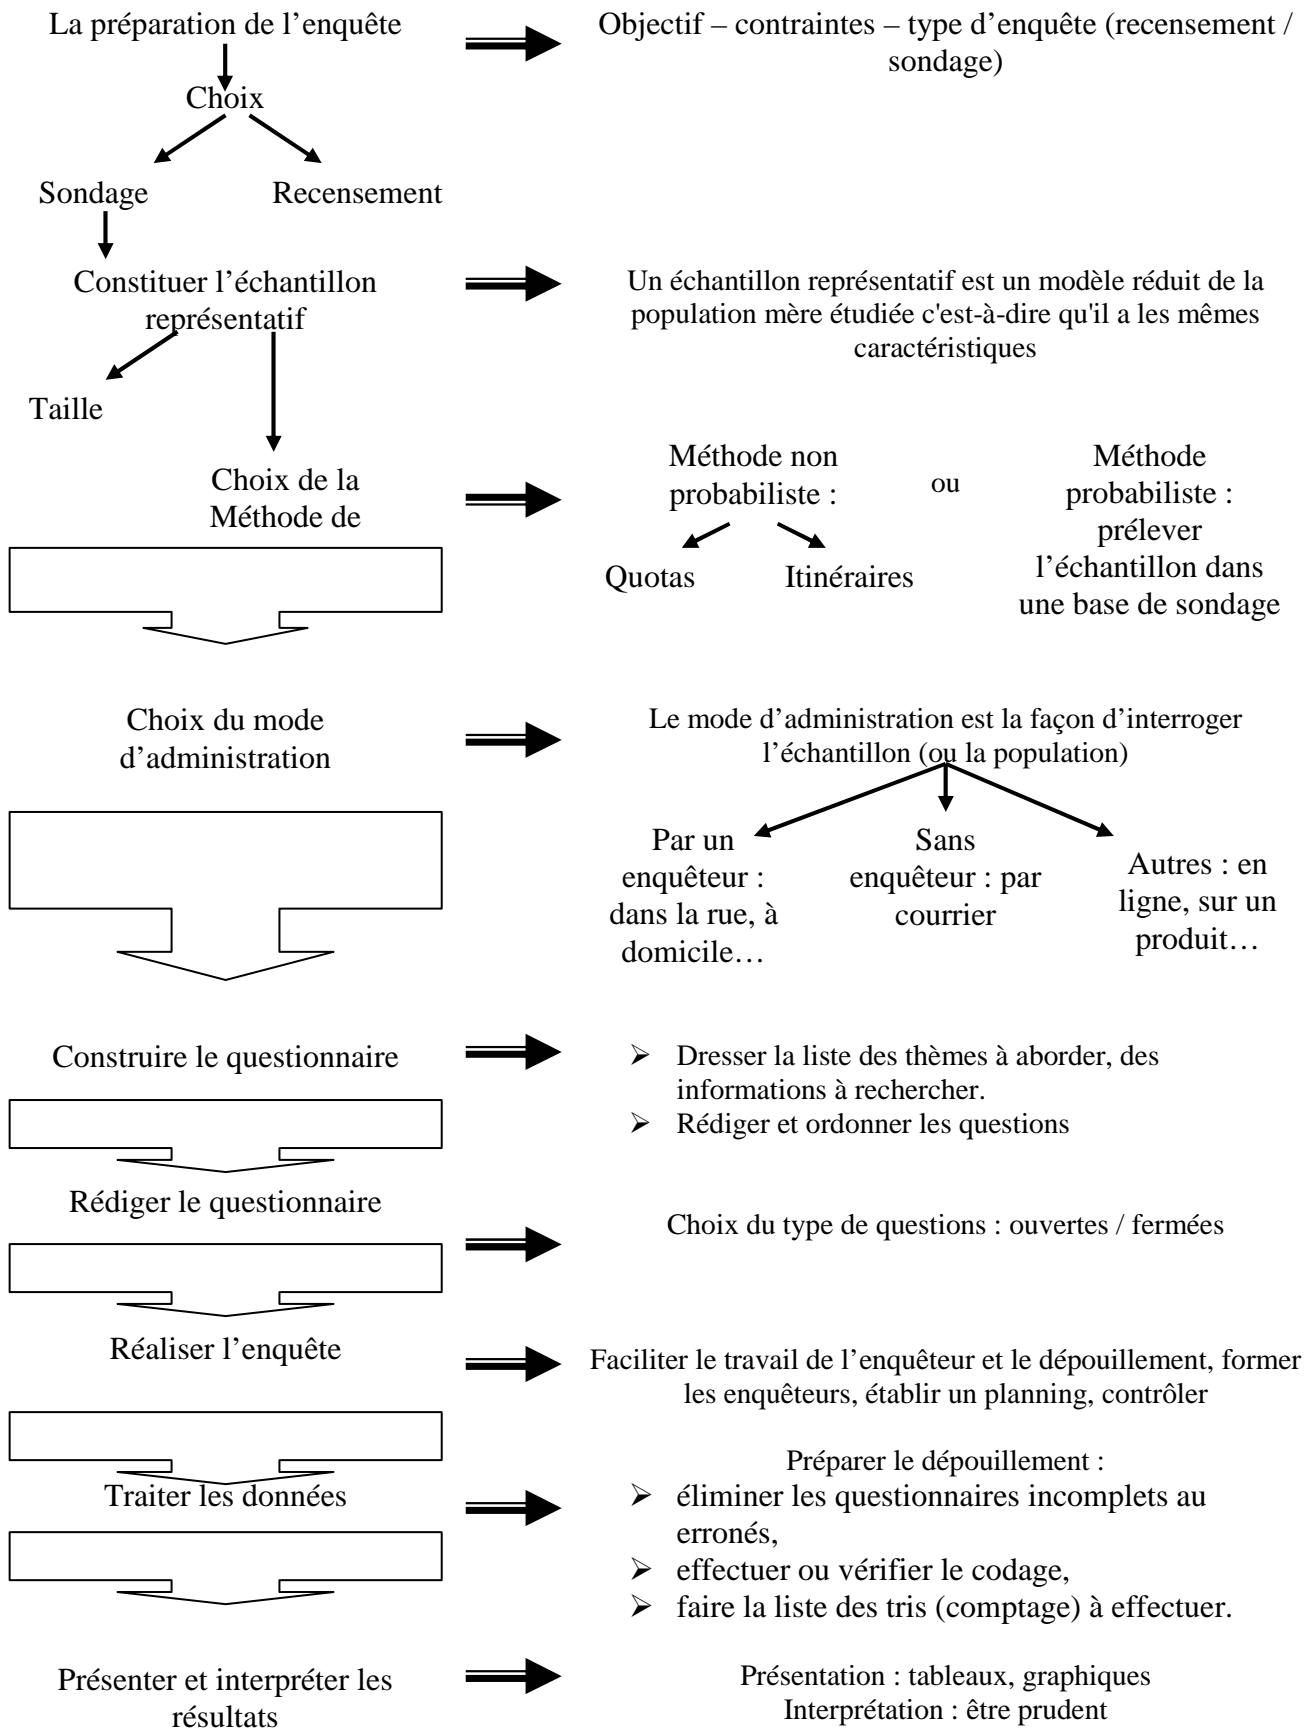 La préparation de l’enquête
Objectif – contraintes – type d’enquête (recensement /
sondage)
Choix
Sondage
Recensement
Constituer l’échantillon
représentatif
Un échantillon représentatif est un modèle réduit de la
population mère étudiée c'est-à-dire qu'il a les mêmes
caractéristiques
Taille
Choix de la
Méthode de
Méthode non
probabiliste :
ou
Méthode
probabiliste :
prélever
l’échantillon dans
une base de sondage
Quotas
Itinéraires
Choix du mode
d’administration
Le mode d’administration est la façon d’interroger
l’échantillon (ou la population)
Par un
enquêteur :
dans la rue, à
domicile…
Sans
enquêteur : par
courrier
Autres : en
ligne, sur un
produit…
Construire le questionnaire
➢ Dresser la liste des thèmes à aborder, des
informations à rechercher.
➢ Rédiger et ordonner les questions
Rédiger le questionnaire
Choix du type de questions : ouvertes / fermées
Réaliser l’enquête
Faciliter le travail de l’enquêteur et le dépouillement, former
les enquêteurs, établir un planning, contrôler
Traiter les données
Préparer le dépouillement :
➢ éliminer les questionnaires incomplets au
erronés,
➢ effectuer ou vérifier le codage,
➢ faire la liste des tris (comptage) à effectuer.
Présenter et interpréter les
résultats
Présentation : tableaux, graphiques
Interprétation : être prudent